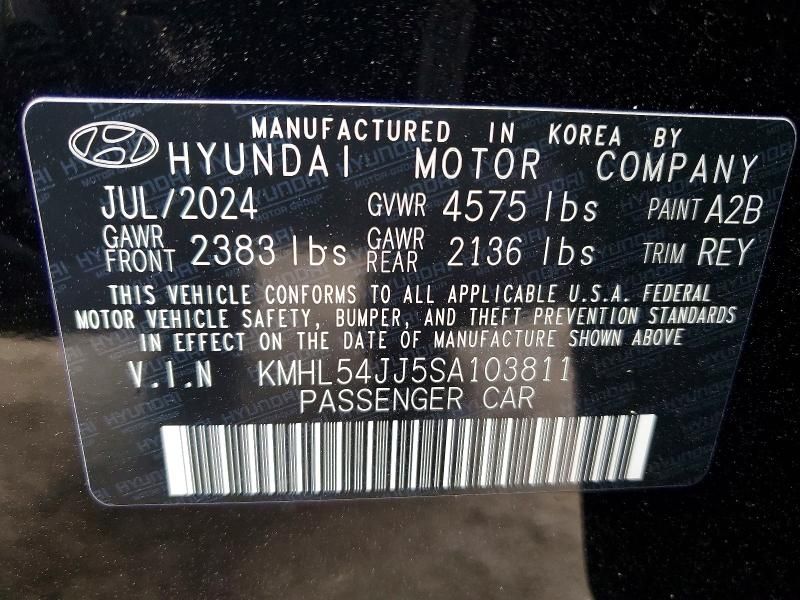 MANUFACTURED IN KOREA BY
HYUNDAI MOTOR COMPANY
JUL/2024 GVWR 4575 lbs PAINT A2B
GAWR FRONT 2383 lbs GAWR REAR 2136 lbs TRIM REY
THIS VEHICLE CONFORMS TO ALL APPLICABLE U.S.A. FEDERAL
MOTOR VEHICLE SAFETY, BUMPER, AND THEFT PREVENTION STANDARDS
IN EFFECT ON THE DATE OF MANUFACTURE SHOWN ABOVE
V.I.N KMHL54JJ5SA103811
PASSENGER CAR